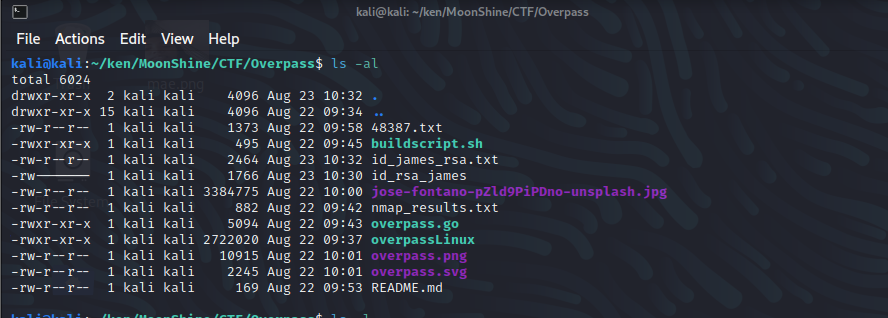 kali@kali: ~/ken/MoonShine/CTF/Overpass
File Actions Edit View Help
kali@kali:~/ken/MoonShine/CTF/Overpass$ ls -al
total 6024
drwxr-xr-x 2 kali kali 4096 Aug 23 10:32 .
drwxr-xr-x 15 kali kali 4096 Aug 22 09:34 ..
-rw-r--r-- 1 kali kali 1373 Aug 22 09:58 48387.txt
-rwxr-xr-x 1 kali kali 495 Aug 22 09:45 buildscript.sh
-rw-r--r-- 1 kali kali 2464 Aug 23 10:32 id_james_rsa.txt
-rw------- 1 kali kali 1766 Aug 23 10:30 id_rsa_james
-rw-r--r-- 1 kali kali 3384775 Aug 22 10:00 jose-fontano-pZld9PiPDno-unsplash.jpg
-rw-r--r-- 1 kali kali 882 Aug 22 09:42 nmap_results.txt
-rwxr-xr-x 1 kali kali 5094 Aug 22 09:43 overpass.go
-rwxr-xr-x 1 kali kali 2722020 Aug 22 09:37 overpassLinux
-rw-r--r-- 1 kali kali 10915 Aug 22 10:01 overpass.png
-rw-r--r-- 1 kali kali 2245 Aug 22 10:01 overpass.svg
-rw-r--r-- 1 kali kali 169 Aug 22 09:53 README.md
kali@kali:~/ken/MoonShine/CTF/Overpass$ ls -al